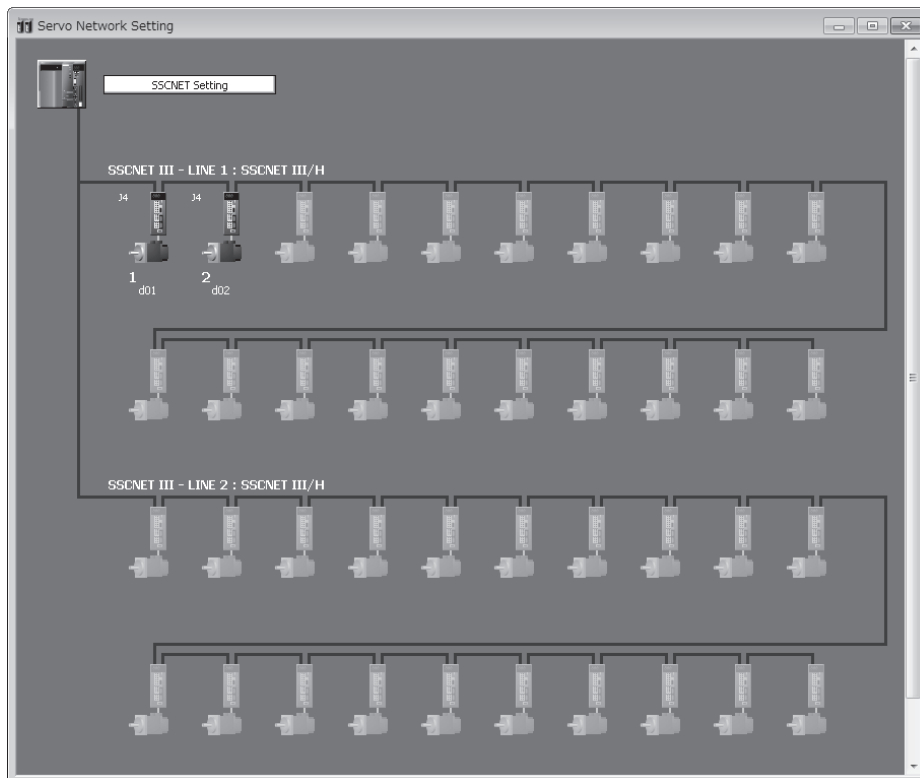 Servo Network Setting
SSCNET Setting
SSCNET III - LINE 1 : SSCNET III/H
J4 J4
1 2
d01 d02
SSCNET III - LINE 2 : SSCNET III/H